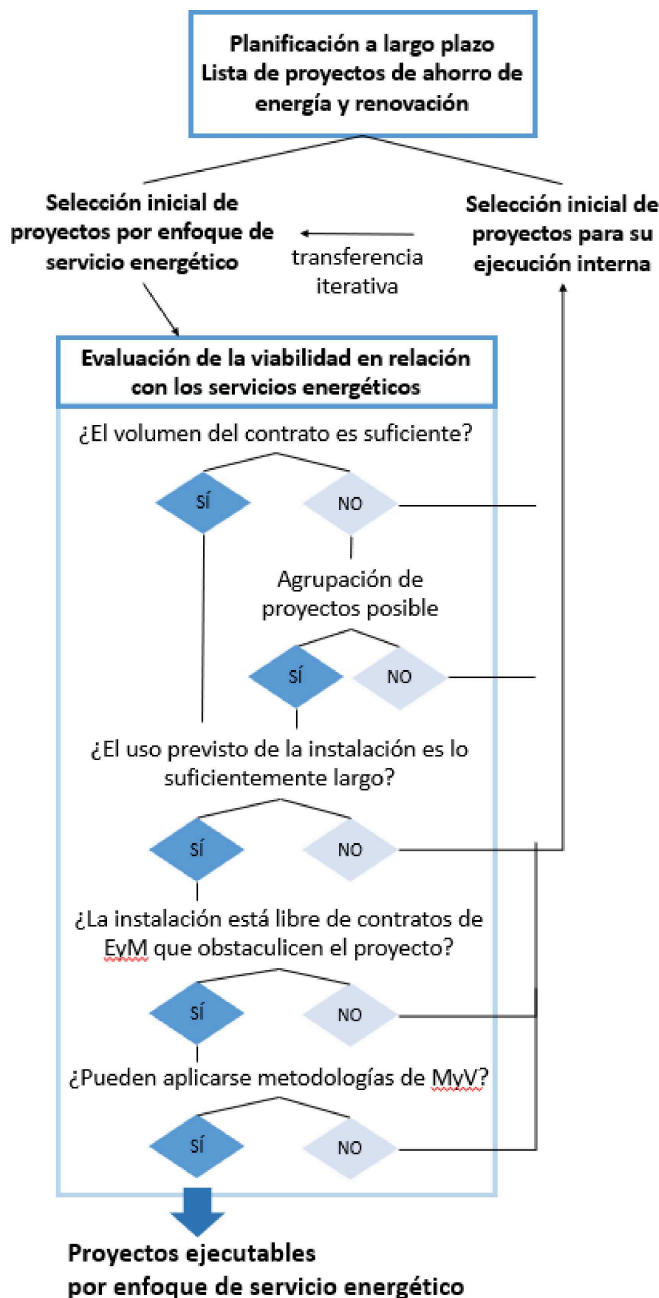 Planificación a largo plazo
Lista de proyectos de ahorro de
energía y renovación
Selección inicial de
proyectos por enfoque de
servicio energético
transferencia
iterativa
Selección inicial de
proyectos para su
ejecución interna
Evaluación de la viabilidad en relación
con los servicios energéticos
¿El volumen del contrato es suficiente?
SÍ
NO
Agrupación de
proyectos posible
SÍ
NO
¿El uso previsto de la instalación es lo
suficientemente largo?
SÍ
NO
¿La instalación está libre de contratos de
EyM que obstaculicen el proyecto?
SÍ
NO
¿Pueden aplicarse metodologías de MyV?
SÍ
NO
Proyectos ejecutables
por enfoque de servicio energético